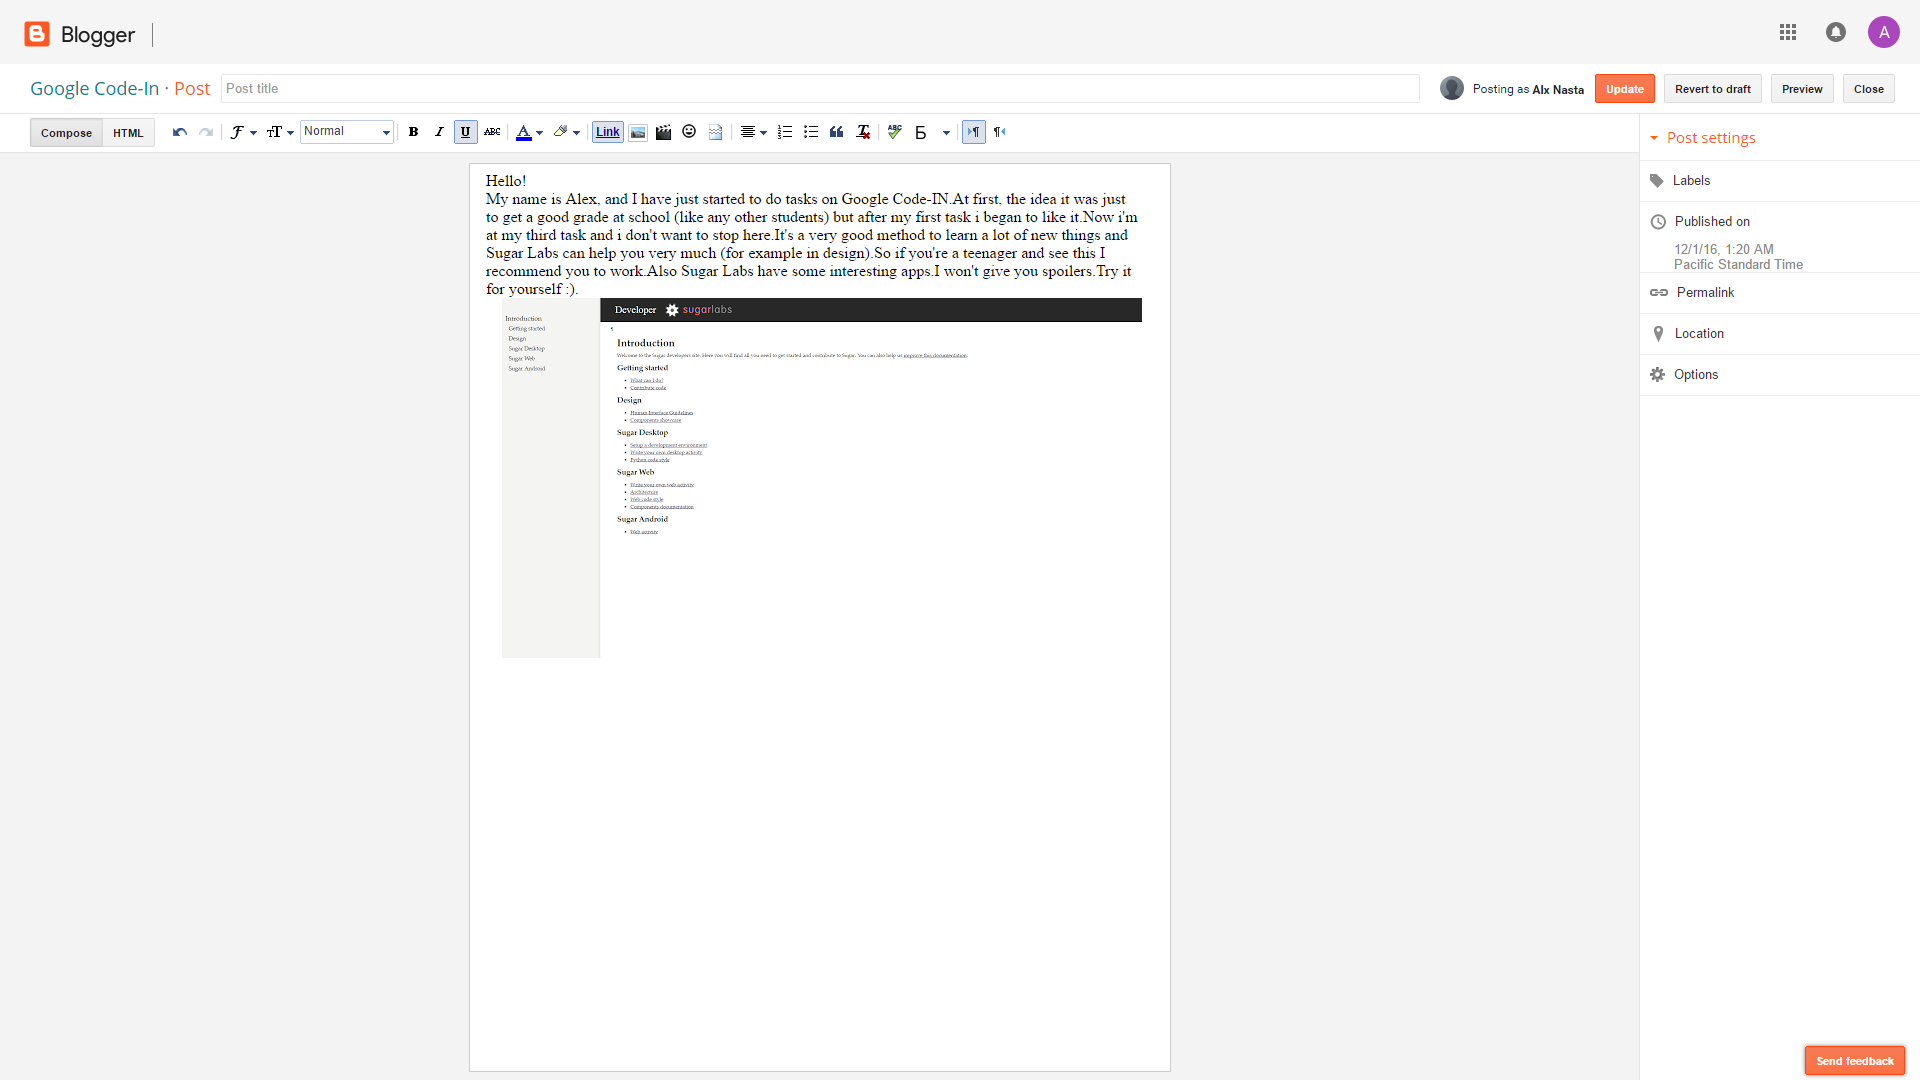 Blogger
A
Google Code-In · Post
Post title
Posting as Alx Nasta
Update
Revert to draft
Preview
Close
Compose
HTML
Normal
B
I
U
ABC
A
Link
Post settings
Labels
Published on
12/1/16, 1:20 AM
Pacific Standard Time
Permalink
Location
Options
Hello!
My name is Alex, and I have just started to do tasks on Google Code-IN.At first, the idea it was just
to get a good grade at school (like any other students) but after my first task i began to like it.Now i'm
at my third task and i don't want to stop here.It's a very good method to learn a lot of new things and
Sugar Labs can help you very much (for example in design).So if you're a teenager and see this I
recommend you to work.Also Sugar Labs have some interesting apps.I won't give you spoilers.Try it
for yourself :).
Developer
sugarlabs
Introduction
Getting started
Design
Sugar Desktop
Sugar Web
Sugar Android
¶
Introduction
Welcome to the Sugar developers site. Here you will find all you need to get started and contribute to Sugar. You can also help us improve this documentation.
Getting started
What can I do?
Contribute code
Design
Human Interface Guidelines
Components showcase
Sugar Desktop
Setup a development environment
Write your own desktop activity
Python code style
Sugar Web
Write your own web activity
Architecture
Web code style
Components documentation
Sugar Android
Web activity
Send feedback